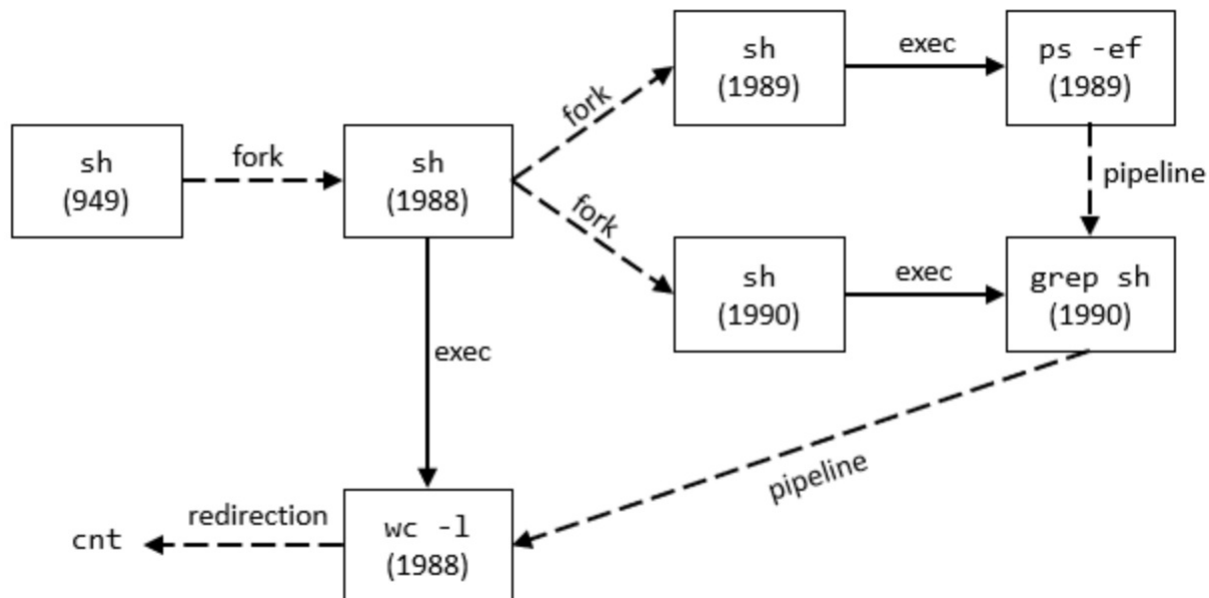 sh
(1989)
exec
ps -ef
(1989)
fork
sh
(949)
fork
sh
(1988)
pipeline
fork
sh
(1990)
exec
grep sh
(1990)
exec
pipeline
cnt
redirection
wc -l
(1988)